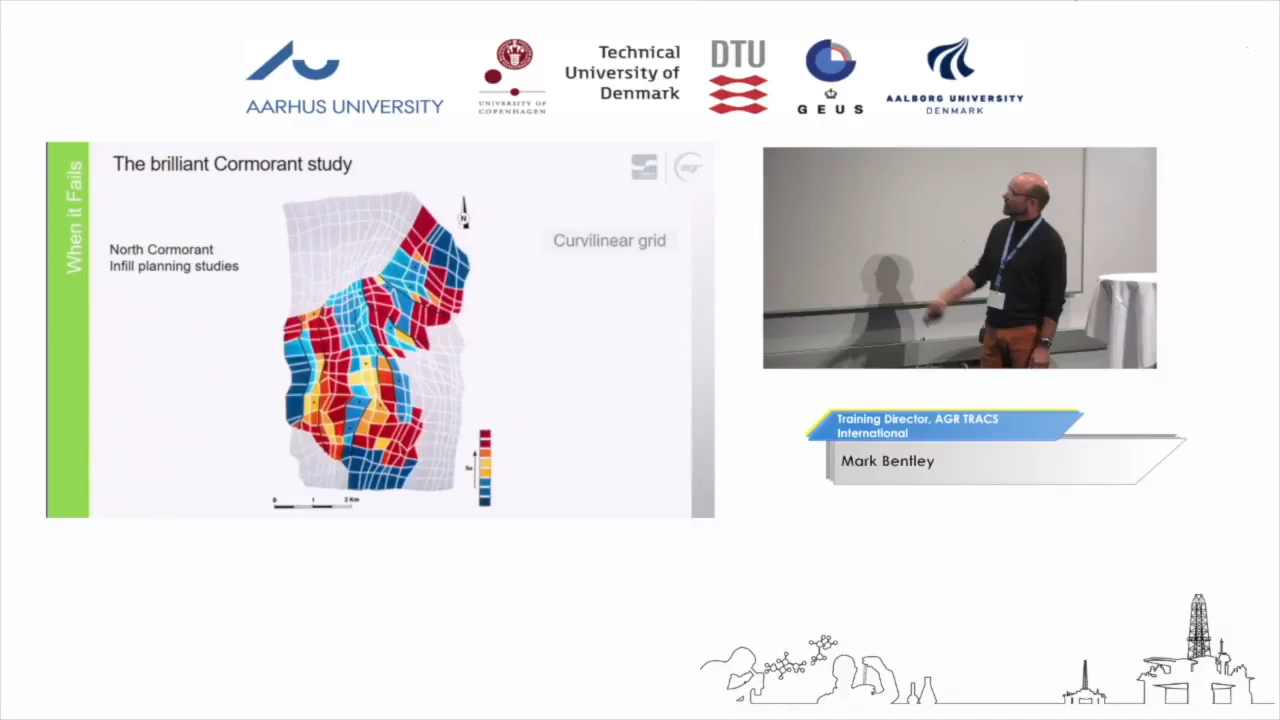 AARHUS UNIVERSITY
UNIVERSITY OF
COPENHAGEN
Technical
University of
Denmark
DTU
GEUS
AALBORG UNIVERSITY
DENMARK
When it Fails
The brilliant Cormorant study
agr
N
North Cormorant
Infill planning studies
Curvilinear grid
So
0 1 2 Km
Training Director, AGR TRACS
International
Mark Bentley